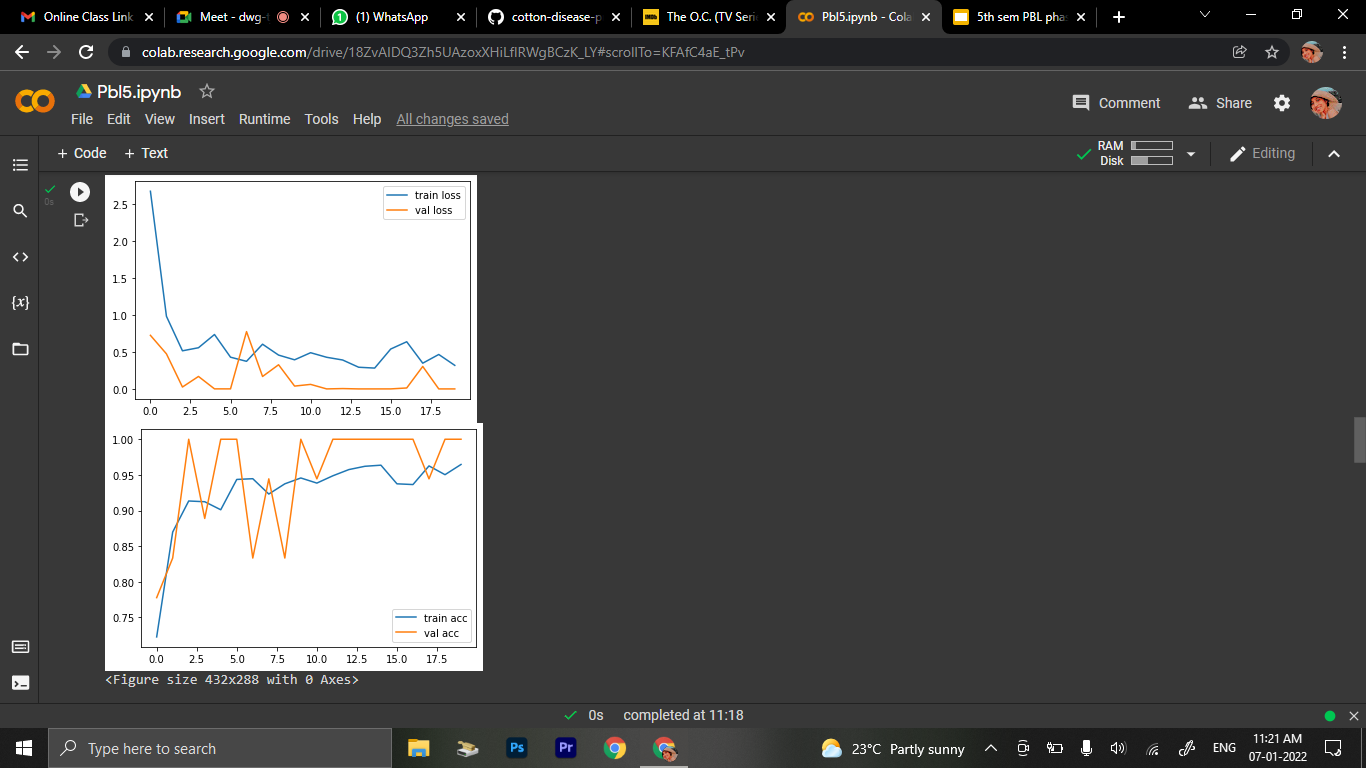 Online Class Link
Meet - dwg-t
(1) WhatsApp
cotton-disease-p
The O.C. (TV Seri
Pbl5.ipynb - Cola
5th sem PBL phas
colab.research.google.com/drive/18ZvAIDQ3Zh5UAzoxXHiLflRWgBCzK_LY#scrollTo=KFAfC4aE_tPv
Pbl5.ipynb
File Edit View Insert Runtime Tools Help All changes saved
Comment
Share
+ Code + Text
RAM
Disk
Editing
0s
train loss
val loss
2.5
2.0
1.5
1.0
0.5
0.0
0.0 2.5 5.0 7.5 10.0 12.5 15.0 17.5
1.00
0.95
0.90
0.85
0.80
0.75
train acc
val acc
0.0 2.5 5.0 7.5 10.0 12.5 15.0 17.5
<Figure size 432x288 with 0 Axes>
0s completed at 11:18
Type here to search
Ps
Pr
23°C Partly sunny
ENG
11:21 AM
07-01-2022